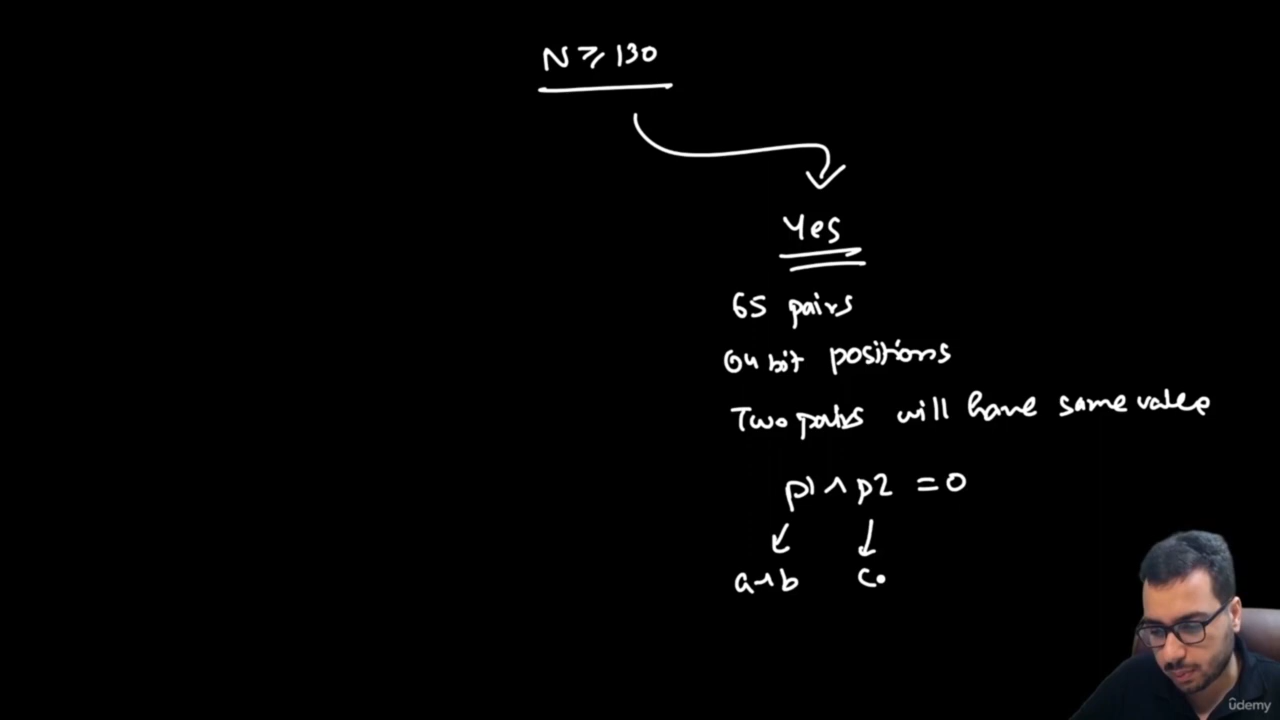 N ≥ 130
Yes
65 pairs
64 bit positions
Two pairs will have same value
p1 ^ p2 = 0
a^b c
udemy